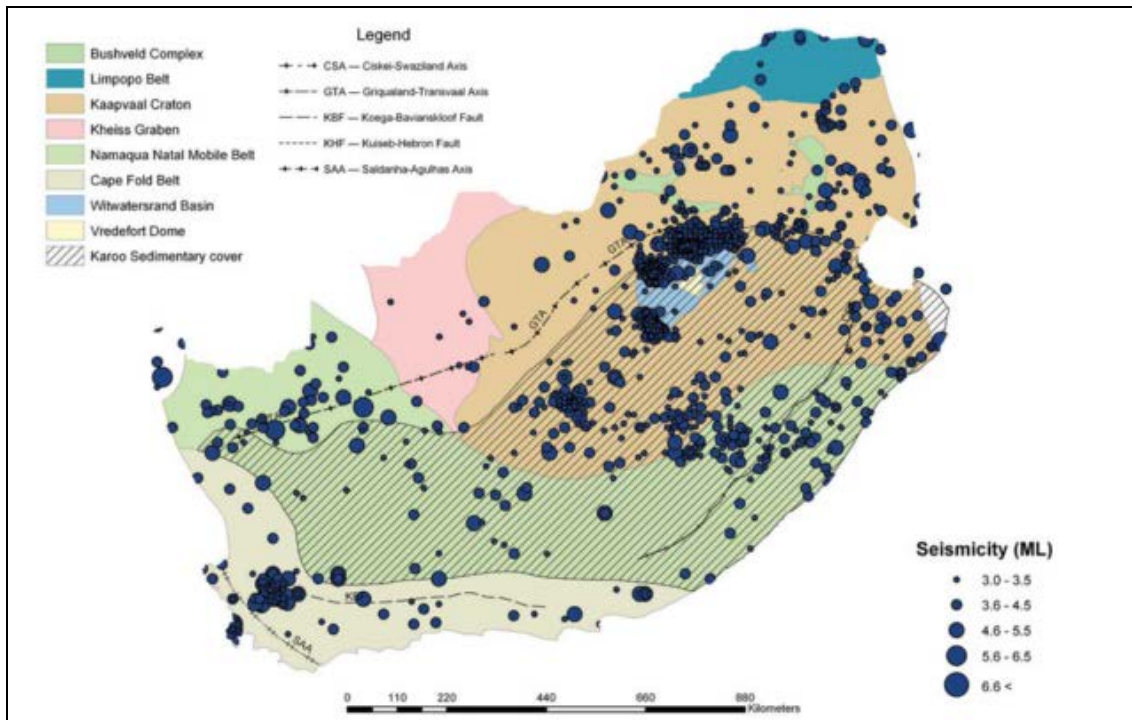 Legend
Bushveld Complex
Limpopo Belt
Kaapvaal Craton
Kheiss Graben
Namaqua Natal Mobile Belt
Cape Fold Belt
Witwatersrand Basin
Vredefort Dome
Karoo Sedimentary cover
CSA — Ciskei-Swaziland Axis
GTA — Griqualand-Transvaal Axis
KBF — Koega-Bavianskloof Fault
KHF — Kuiseb-Hebron Fault
SAA — Saldanha-Agulhas Axis
GTA
GTA
SAA
Seismicity (ML)
3.0 - 3.5
3.6 - 4.5
4.6 - 5.5
5.6 - 6.5
6.6 <
0 110 220 440 660 880
Kilometers